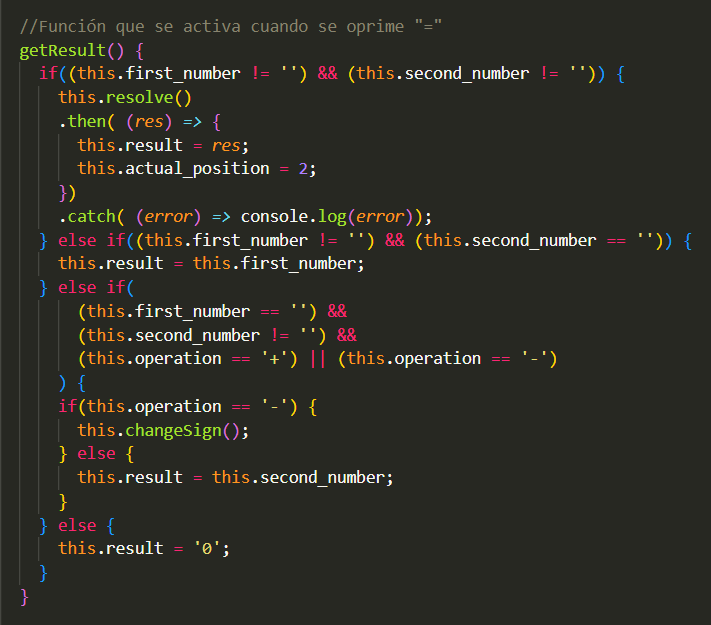 //Función que se activa cuando se oprime "="
getResult() {
if((this.first_number != '') && (this.second_number != '')) {
this.resolve()
.then( (res) => {
this.result = res;
this.actual_position = 2;
})
.catch( (error) => console.log(error));
} else if((this.first_number != '') && (this.second_number == '')) {
this.result = this.first_number;
} else if(
(this.first_number == '') &&
(this.second_number != '') &&
(this.operation == '+') || (this.operation == '-')
) {
if(this.operation == '-') {
this.changeSign();
} else {
this.result = this.second_number;
}
} else {
this.result = '0';
}
}